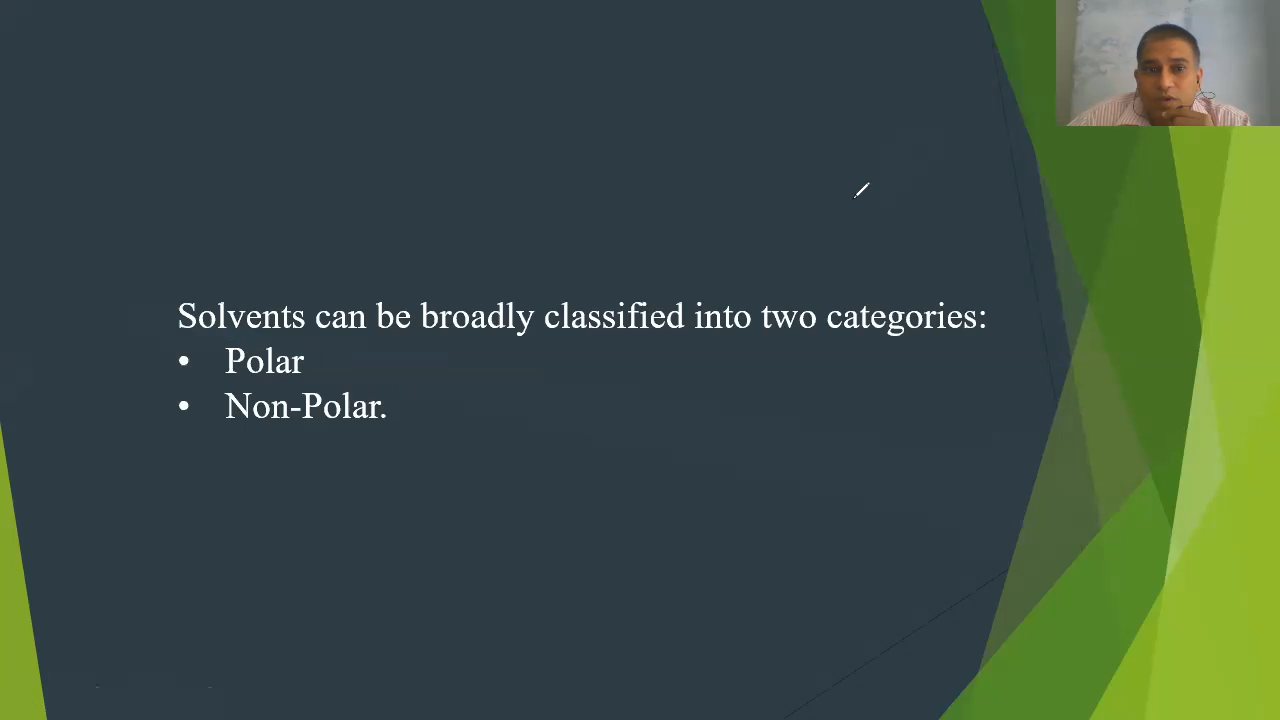 Solvents can be broadly classified into two categories:
• Polar
• Non-Polar.